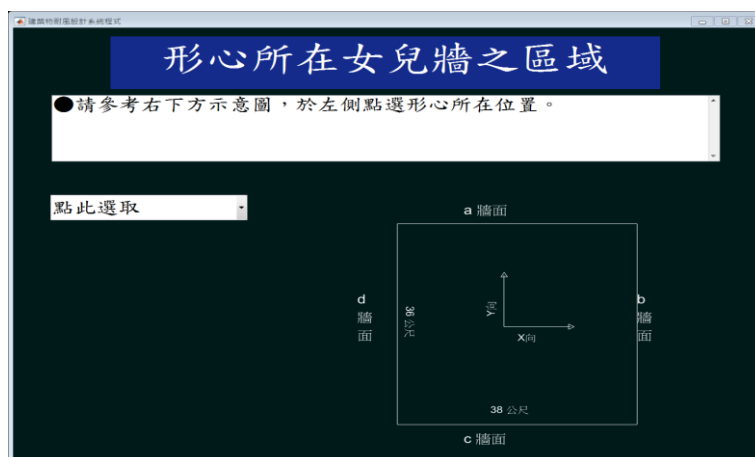 建築物耐風設計系統程式
形心所在女兒牆之區域
●請參考右下方示意圖，於左側點選形心所在位置。
點此選取
a 牆面
d
牆
面
36 公尺
Y向
X向
b
牆
面
38 公尺
c 牆面